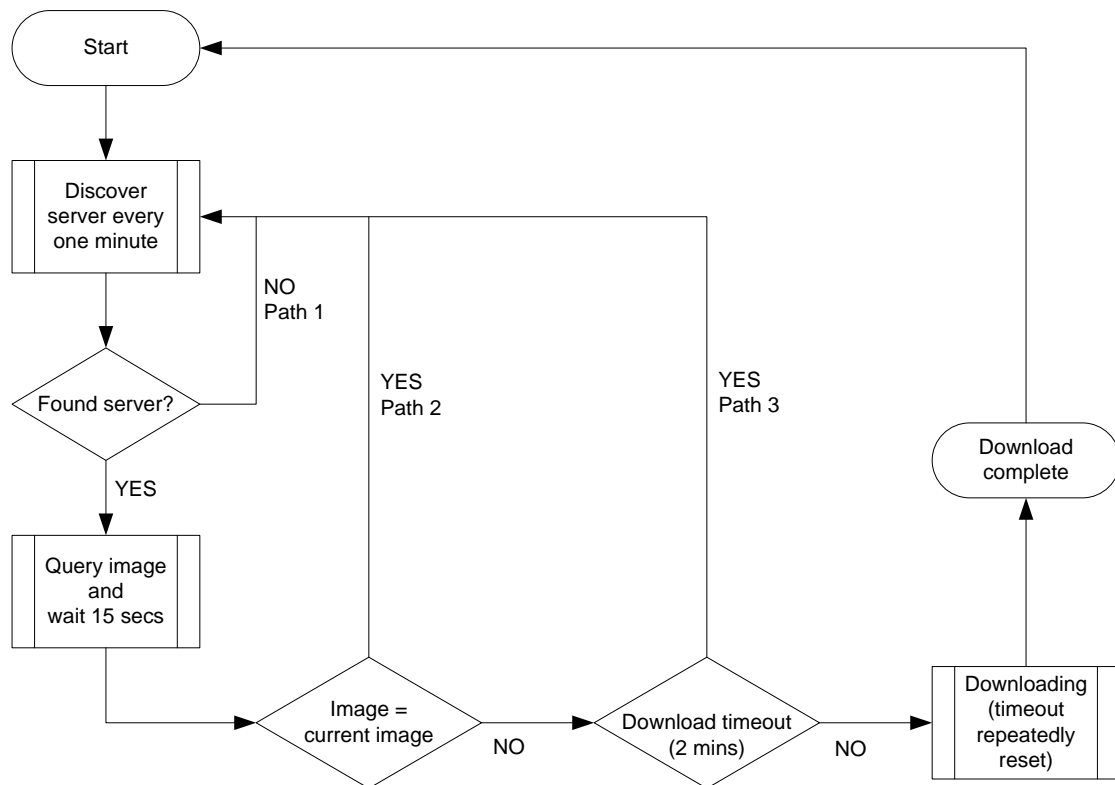 Start
Discover
server every
one minute
NO
Path 1
Found server?
YES
Path 2
YES
Path 3
Download
complete
YES
Query image
and
wait 15 secs
Image =
current image
NO
Download timeout
(2 mins)
NO
Downloading
(timeout
repeatedly
reset)